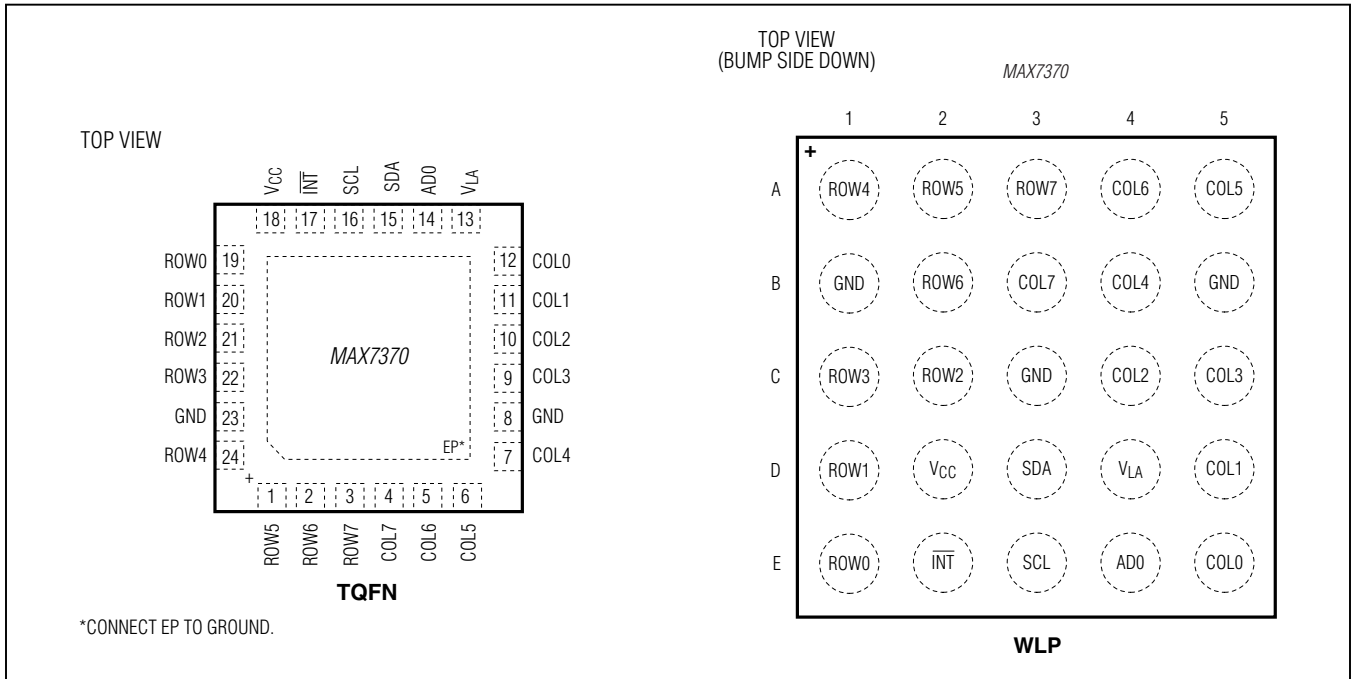 TOP VIEW
VCC INT SCL SDA AD0 VLA
18 17 16 15 14 13
ROW0 19 12 COL0
ROW1 20 11 COL1
ROW2 21 10 COL2
MAX7370
ROW3 22 9 COL3
GND 23 8 GND
EP*
ROW4 24 7 COL4
+
1 2 3 4 5 6
ROW5 ROW6 ROW7 COL7 COL6 COL5
TQFN
*CONNECT EP TO GROUND.
TOP VIEW
(BUMP SIDE DOWN)
MAX7370
1 2 3 4 5
+
A ROW4 ROW5 ROW7 COL6 COL5
B GND ROW6 COL7 COL4 GND
C ROW3 ROW2 GND COL2 COL3
D ROW1 VCC SDA VLA COL1
E ROW0 INT SCL AD0 COL0
WLP